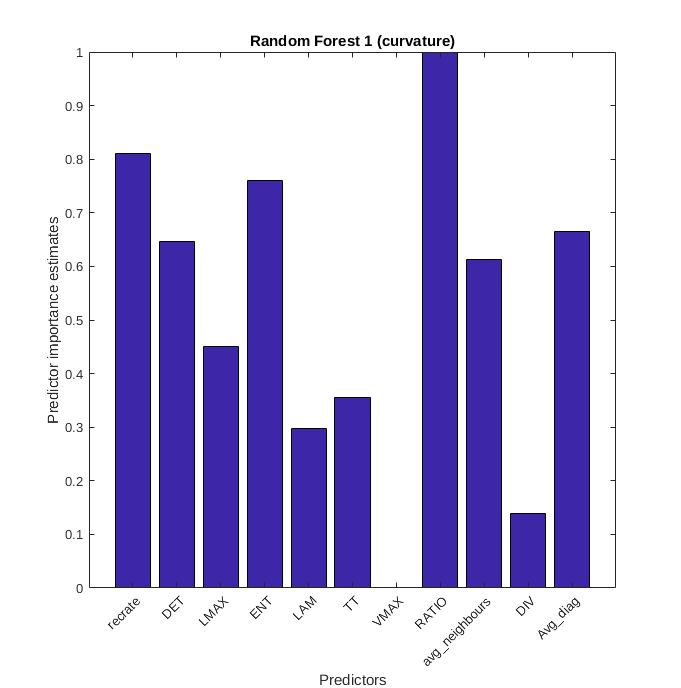 Random Forest 1 (curvature)
1
0.9
0.8
0.7
0.6
0.5
0.4
0.3
0.2
0.1
0
Predictor importance estimates
recrate
DET
LMAX
ENT
LAM
TT
VMAX
RATIO
avg_neighbours
DIV
Avg_diag
Predictors